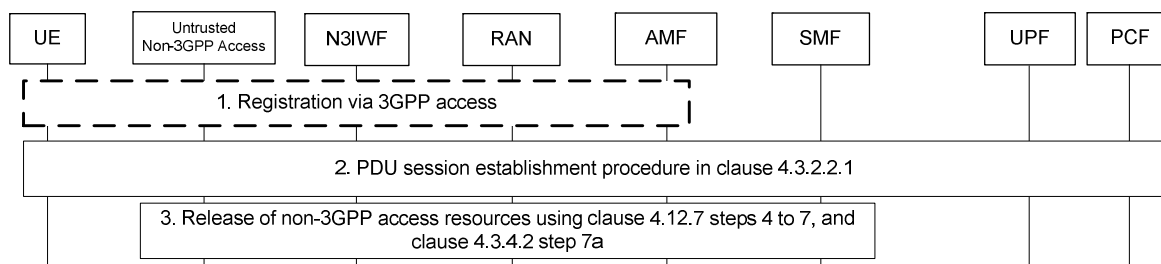 UE
Untrusted
Non-3GPP Access
N3IWF
RAN
AMF
SMF
UPF
PCF
1. Registration via 3GPP access
2. PDU session establishment procedure in clause 4.3.2.2.1
3. Release of non-3GPP access resources using clause 4.12.7 steps 4 to 7, and
clause 4.3.4.2 step 7a